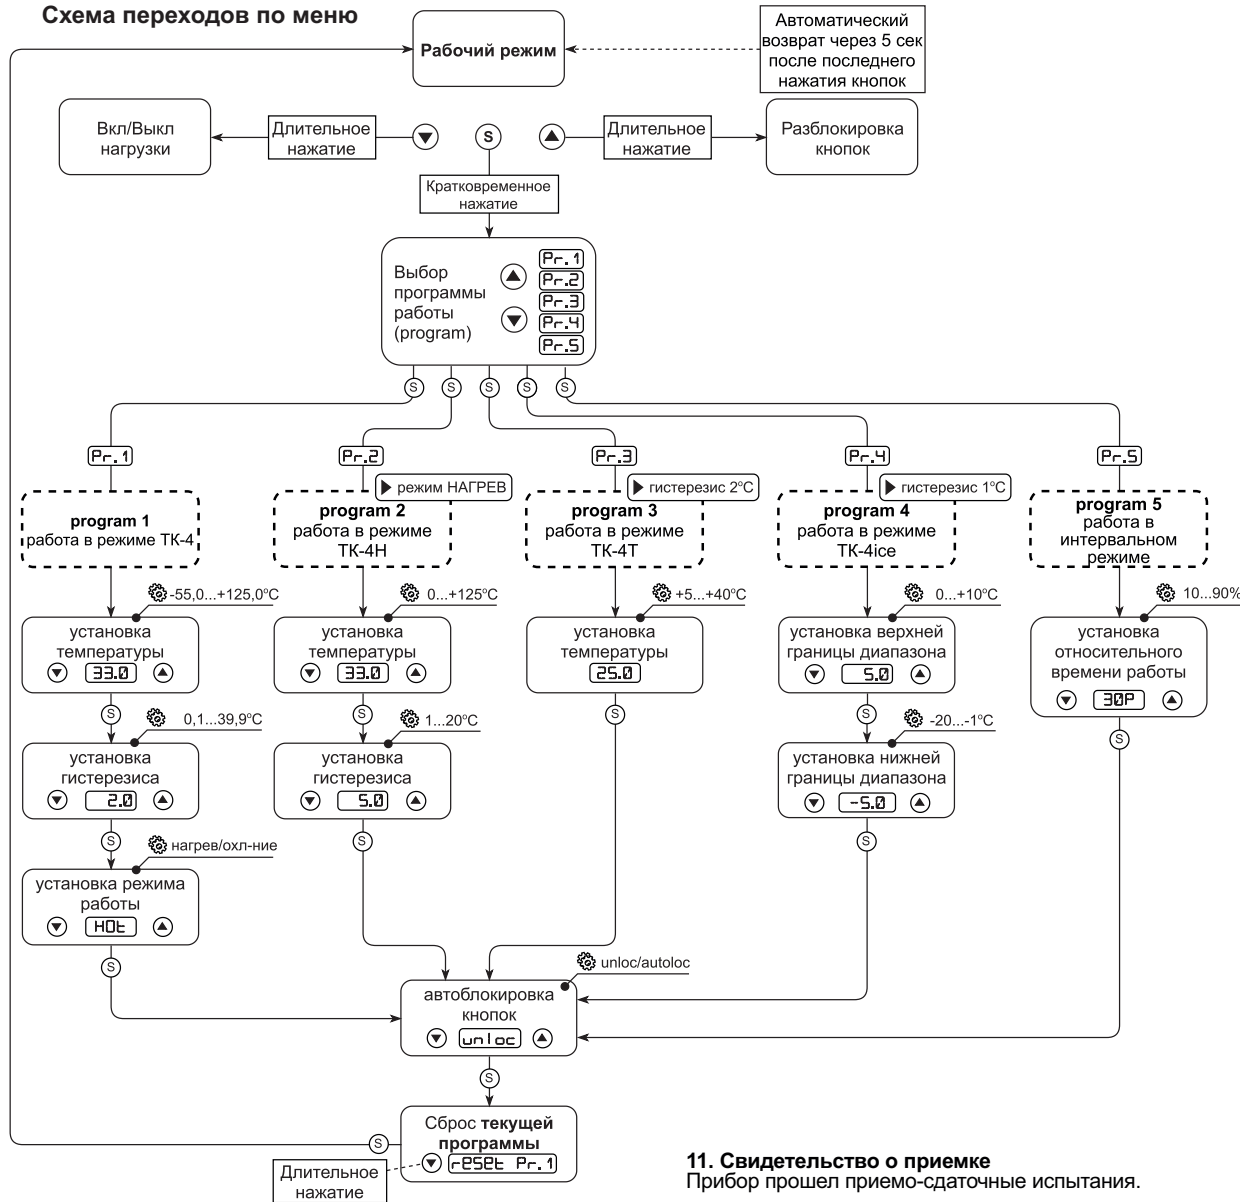 Схема переходов по меню
Рабочий режим
Автоматический
возврат через 5 сек
после последнего
нажатия кнопок
Вкл/Выкл
нагрузки
Длительное
нажатие
S
Длительное
нажатие
Разблокировка
кнопок
Кратковременное
нажатие
Выбор
программы
работы
(program)
Pr.1
Pr.2
Pr.3
Pr.4
Pr.5
S
S
S
S
S
Pr.1
Pr.2
Pr.3
Pr.4
Pr.5
режим НАГРЕВ
гистерезис 2°C
гистерезис 1°C
program 1
работа в режиме ТК-4
program 2
работа в режиме
ТК-4Н
program 3
работа в режиме
ТК-4Т
program 4
работа в режиме
ТК-4ice
program 5
работа в
интервальном
режиме
-55,0...+125,0°C
0...+125°C
+5...+40°C
0...+10°C
10...90%
установка
температуры
33.0
установка
температуры
33.0
установка
температуры
25.0
установка верхней
границы диапазона
5.0
установка
относительного
времени работы
30P
S
S
S
S
S
0,1...39,9°C
1...20°C
-20...-1°C
установка
гистерезиса
2.0
установка
гистерезиса
5.0
установка нижней
границы диапазона
-5.0
S
S
S
нагрев/охл-ние
установка режима
работы
HOt
S
unloc/autoloc
автоблокировка
кнопок
unloc
S
Сброс текущей
программы
reset Pr.1
S
Длительное
нажатие
11. Свидетельство о приемке
Прибор прошел приемо-сдаточные испытания.